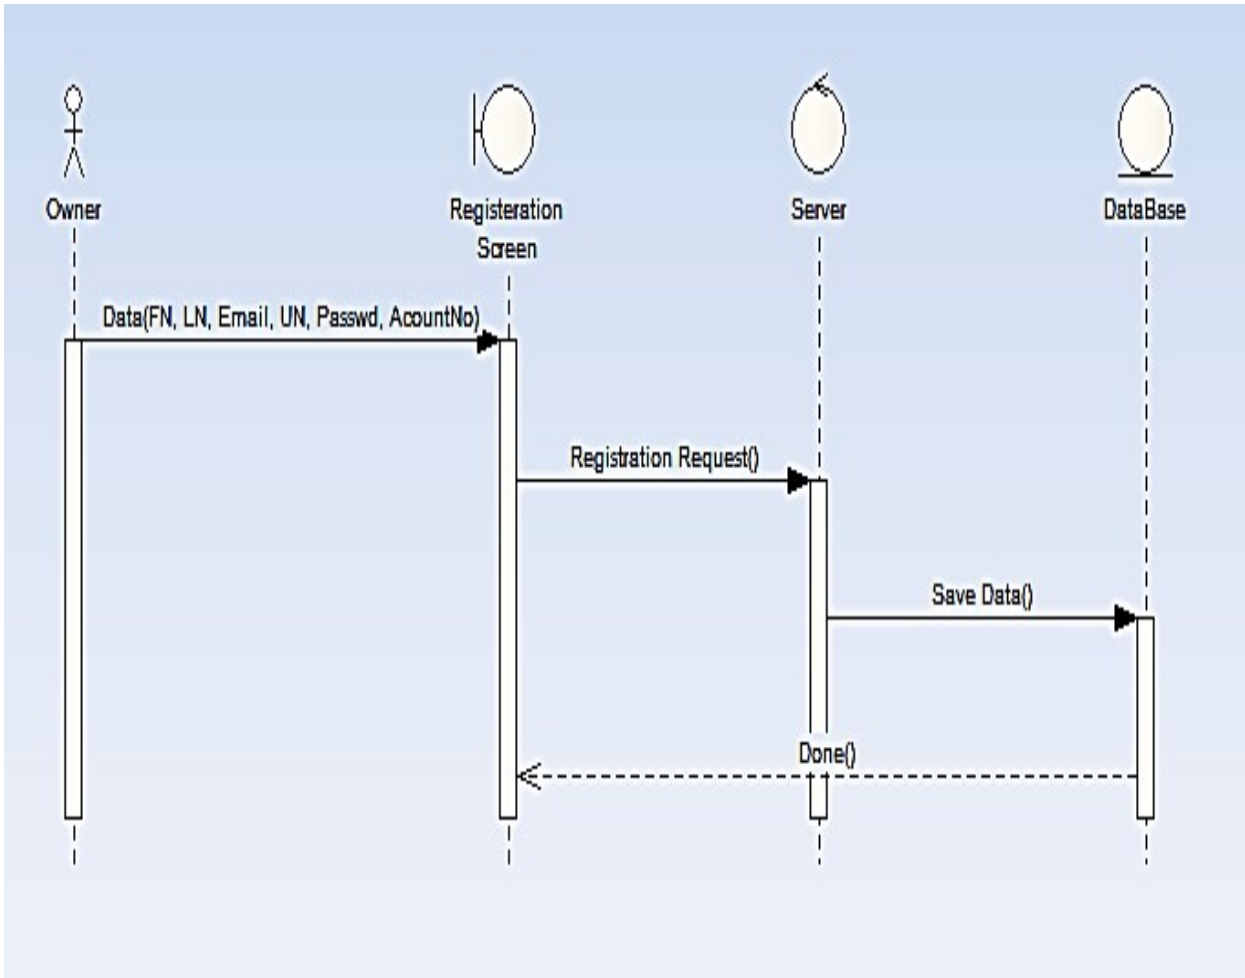 Owner
Registeration
Screen
Server
DataBase
Data(FN, LN, Email, UN, Passwd, AcountNo)
Registration Request()
Save Data()
Done()